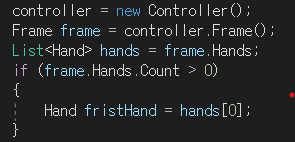 controller = new Controller();
Frame frame = controller.Frame();
List<Hand> hands = frame.Hands;
if (frame.Hands.Count > 0)
{
Hand fristHand = hands[0];
}